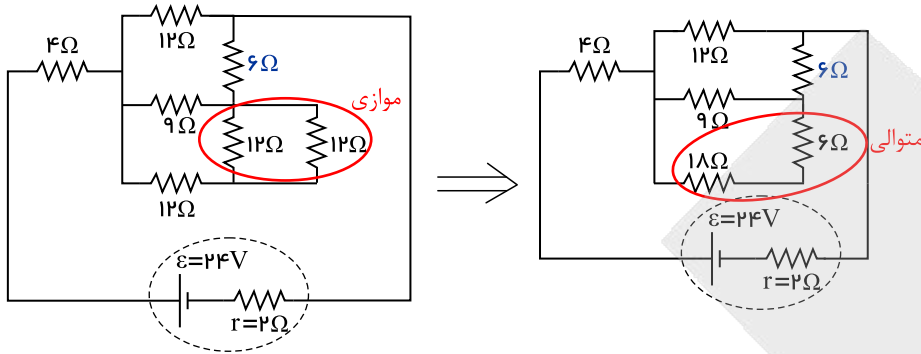 ۴Ω
۱۲Ω
۶Ω
۹Ω
موازی
۱۲Ω
۱۲Ω
۱۲Ω
ε=۲۴V
r=۲Ω
۴Ω
۱۲Ω
۶Ω
۹Ω
۶Ω
متوالی
۱۸Ω
ε=۲۴V
r=۲Ω